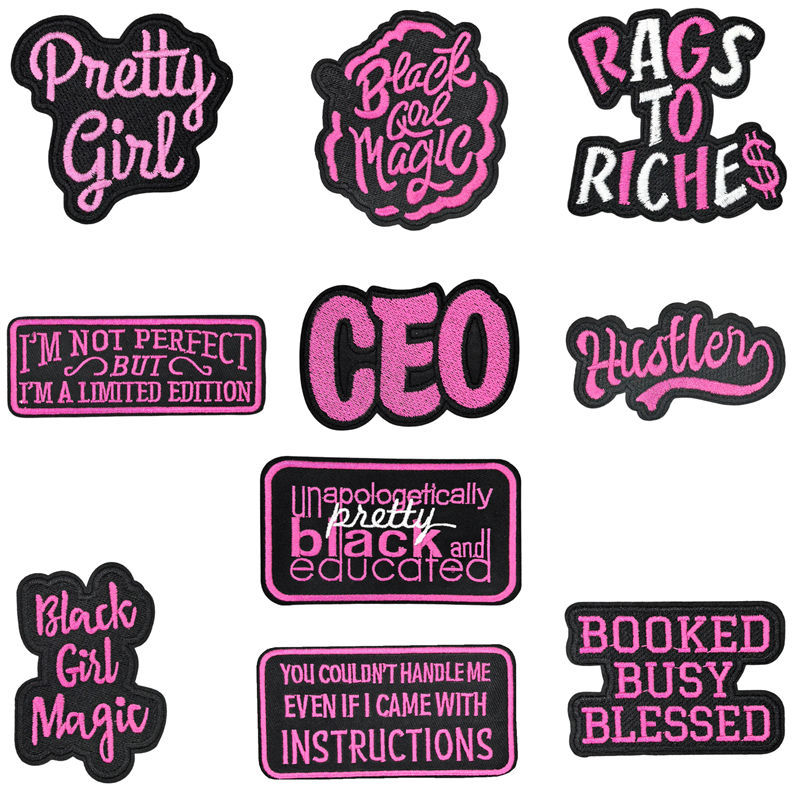 Pretty
Girl
Black
Girl
Magic
RAGS
TO
RICHE$
I'M NOT PERFECT
BUT
I'M A LIMITED EDITION
CEO
Hustler
unapologetically
pretty
black and
educated
Black
Girl
Magic
YOU COULDN'T HANDLE ME
EVEN IF I CAME WITH
INSTRUCTIONS
BOOKED
BUSY
BLESSED